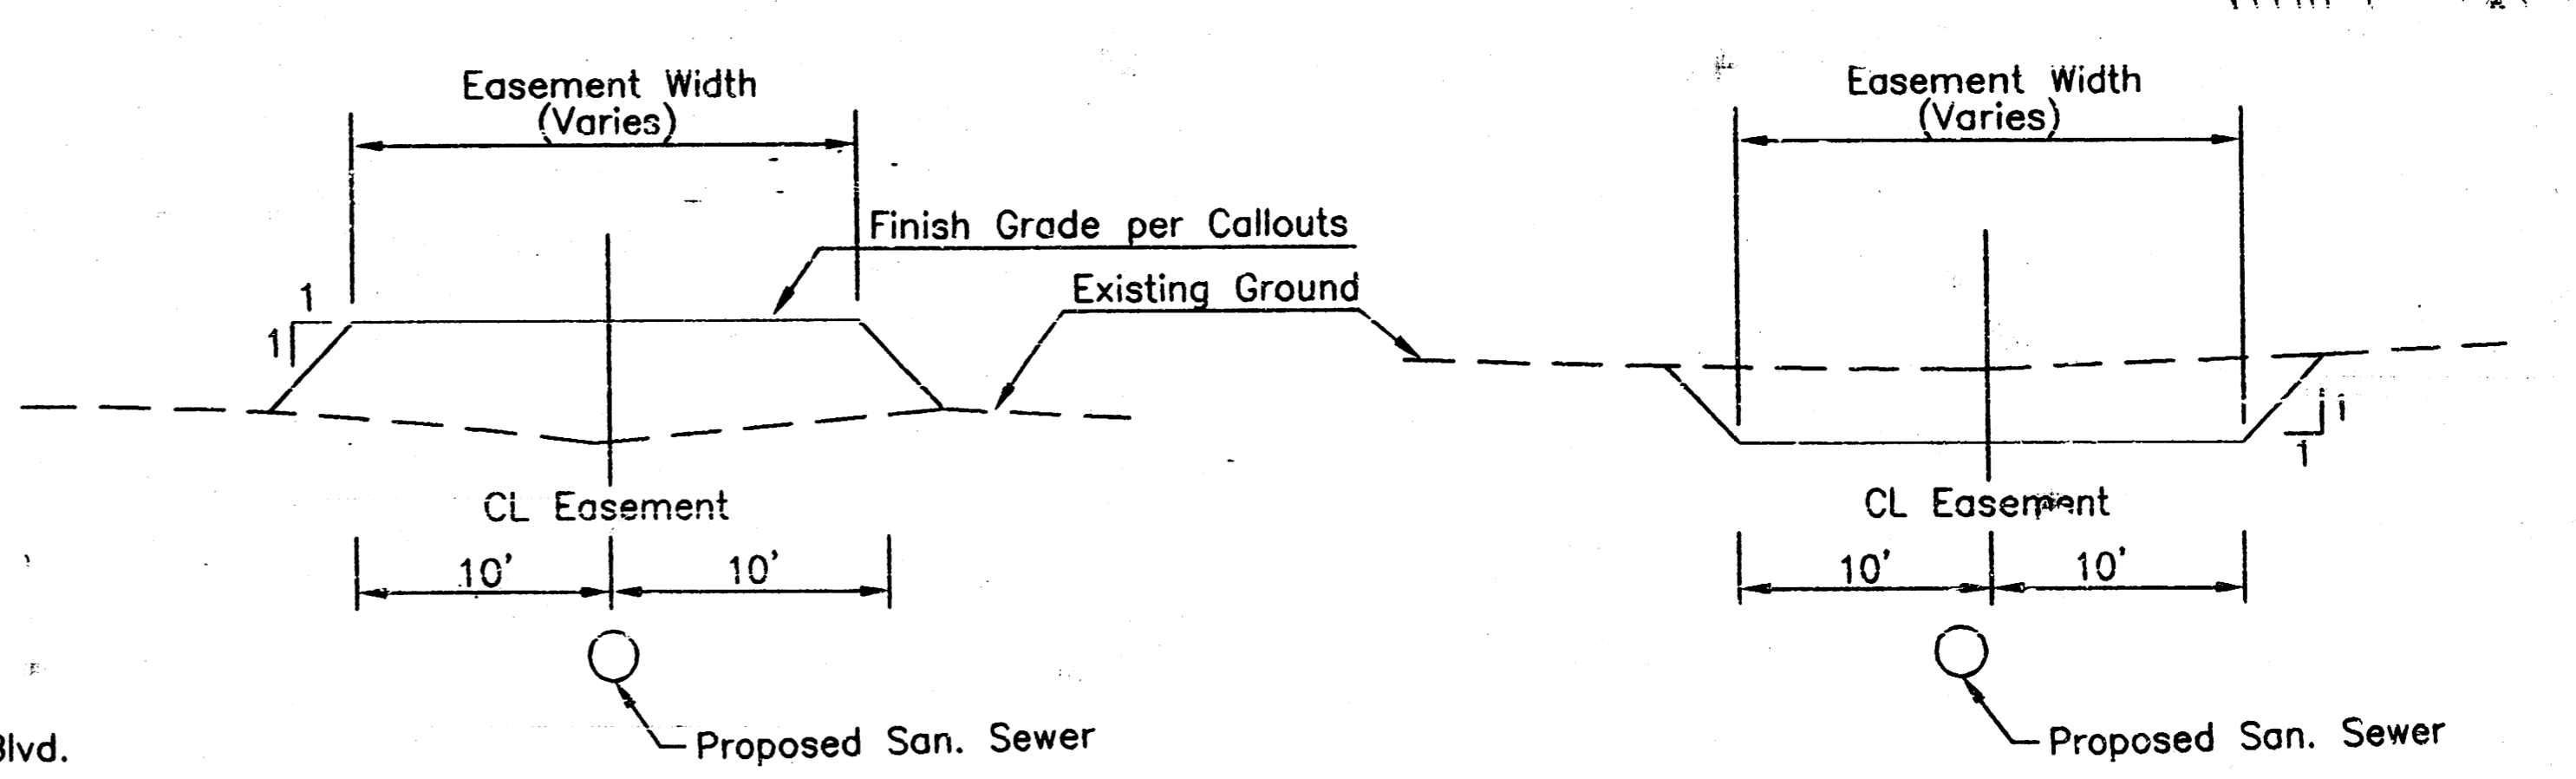 Easement Width
(Varies)
Easement Width
(Varies)
Finish Grade per Callouts
Existing Ground
1
1
1
1
CL Easement
CL Easement
10'
10'
10'
10'
Proposed San. Sewer
Proposed San. Sewer
Blvd.